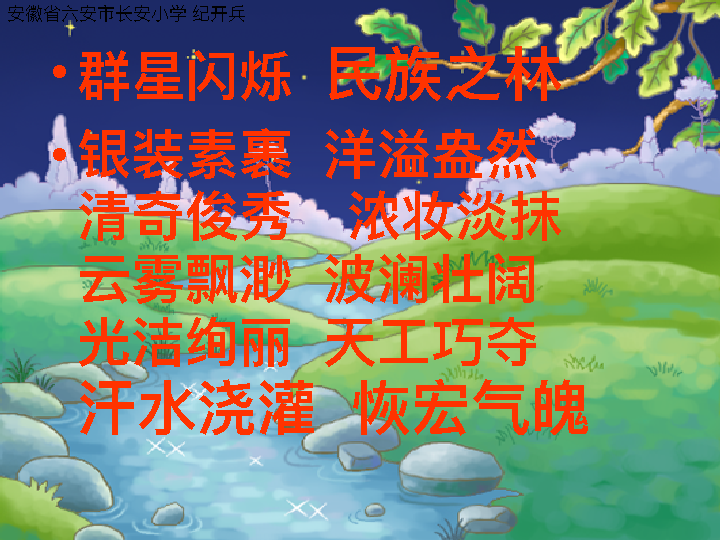 安徽省六安市长安小学 纪开兵
• 群星闪烁 民族之林
• 银装素裹 洋溢盎然
清奇俊秀 浓妆淡抹
云雾飘渺 波澜壮阔
光洁绚丽 天工巧夺
汗水浇灌 恢宏气魄